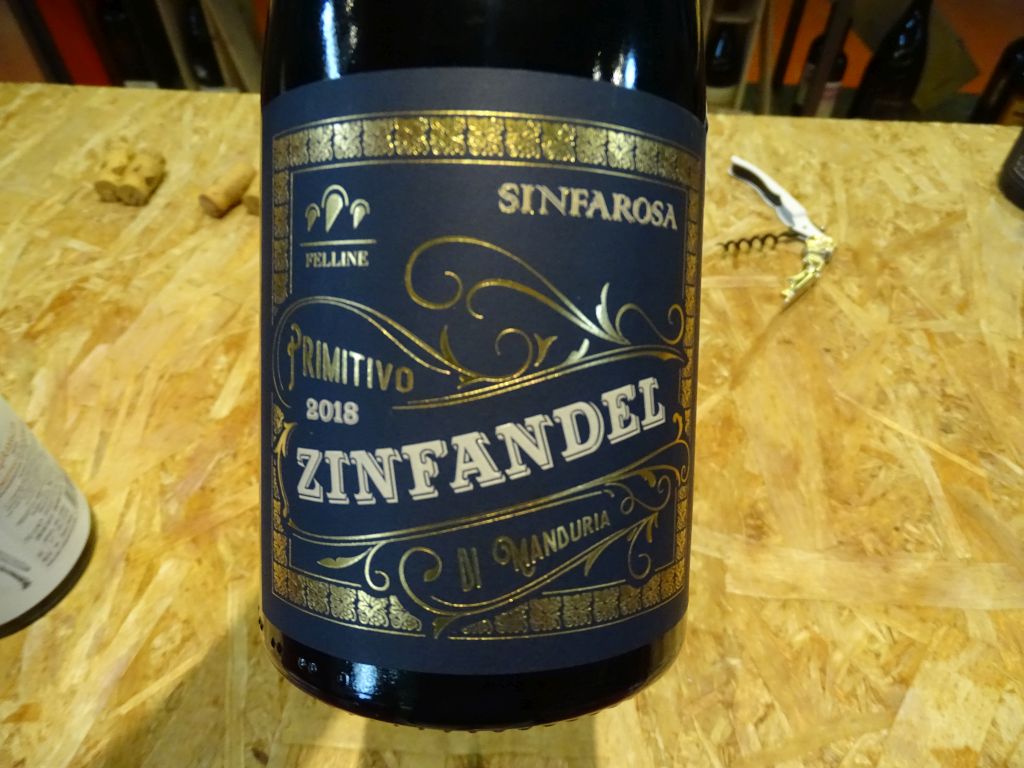 SINFAROSA
FELLINE
PRIMITIVO
2018
ZINFANDEL
DI MANDURIA